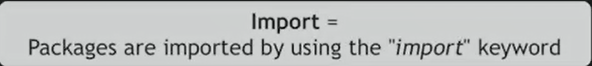 Import =
Packages are imported by using the "import" keyword